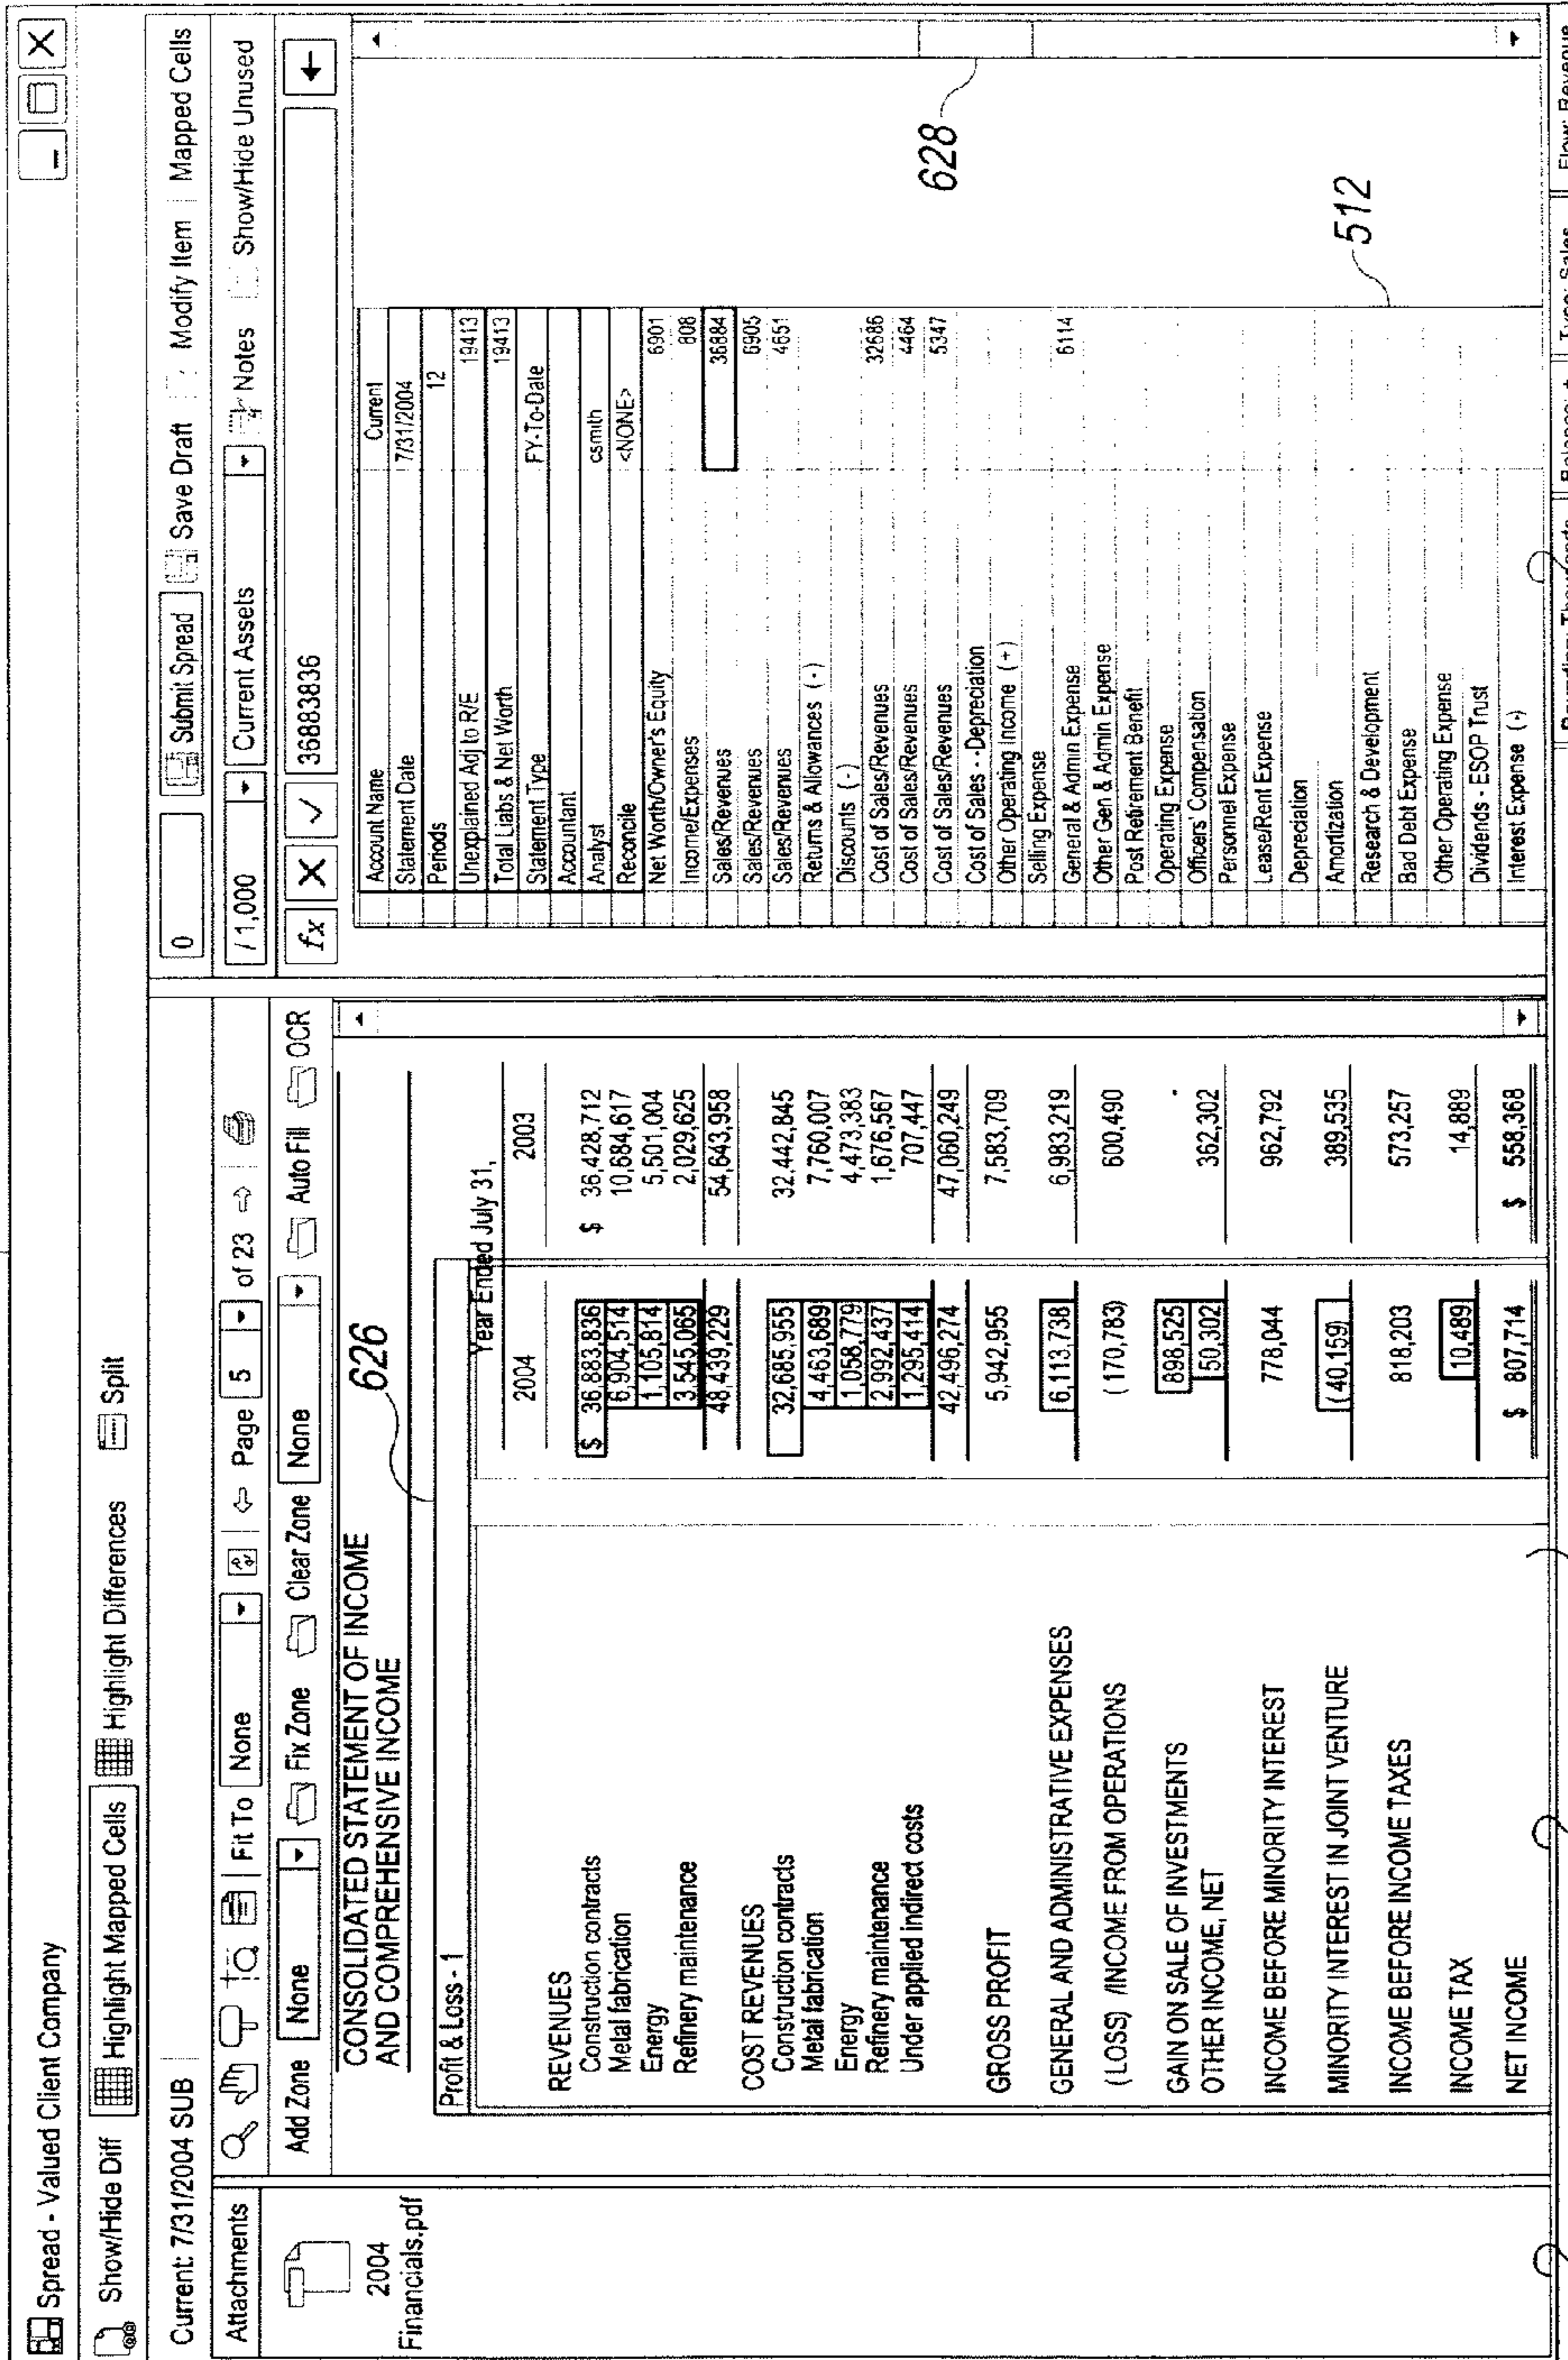 Spread - Valued Client Company
Show/Hide Diff Highlight Mapped Cells Highlight Differences Split
Current: 7/31/2004 SUB
0 Submit Spread Save Draft Modify Item Mapped Cells
Attachments
2004
Financials.pdf
Fit To None Page 5 of 23
Add Zone None Fix Zone Clear Zone None Auto Fill OCR
/ 1,000 Current Assets Notes Show/Hide Unused
fx X ✓ 36883836
CONSOLIDATED STATEMENT OF INCOME
AND COMPREHENSIVE INCOME
626
Profit & Loss - 1
Year Ended July 31,
2004 2003
REVENUES
Construction contracts $ 36,883,836 $ 36,428,712
Metal fabrication 6,904,514 10,684,617
Energy 1,105,814 5,501,004
Refinery maintenance 3,545,065 2,029,625
48,439,229 54,643,958
COST REVENUES
Construction contracts 32,685,955 32,442,845
Metal fabrication 4,463,689 7,760,007
Energy 1,058,779 4,473,383
Refinery maintenance 2,992,437 1,676,567
Under applied indirect costs 1,295,414 707,447
42,496,274 47,060,249
GROSS PROFIT 5,942,955 7,583,709
GENERAL AND ADMINISTRATIVE EXPENSES 6,113,738 6,983,219
(LOSS) /INCOME FROM OPERATIONS (170,783) 600,490
GAIN ON SALE OF INVESTMENTS 898,525 -
OTHER INCOME, NET 50,302 362,302
INCOME BEFORE MINORITY INTEREST 778,044 962,792
MINORITY INTEREST IN JOINT VENTURE (40,159) 389,535
INCOME BEFORE INCOME TAXES 818,203 573,257
INCOME TAX 10,489 14,889
NET INCOME $ 807,714 $ 558,368
Account Name Current
Statement Date 7/31/2004
Periods 12
Unexplained Adj to R/E 19413
Total Liabs & Net Worth 19413
Statement Type FY-To-Date
Accountant
Analyst csmith
Reconcile <NONE>
Net Worth/Owner's Equity 6901
Income/Expenses 808
Sales/Revenues 36884
Sales/Revenues 6905
Sales/Revenues 4651
Returns & Allowances (-)
Discounts (-)
Cost of Sales/Revenues 32686
Cost of Sales/Revenues 4464
Cost of Sales/Revenues 5347
Cost of Sales - -Depreciation
Other Operating Income (+)
Selling Expense
General & Admin Expense 6114
Other Gen & Admin Expense
Post Retirement Benefit
Operating Expense
Officers' Compensation
Personnel Expense
Lease/Rent Expense
Depreciation
Amortization
Research & Development
Bad Debt Expense
Other Operating Expense
Dividends - ESOP Trust
Interest Expense (-)
628
512
Type: Sales Flow: Revenue